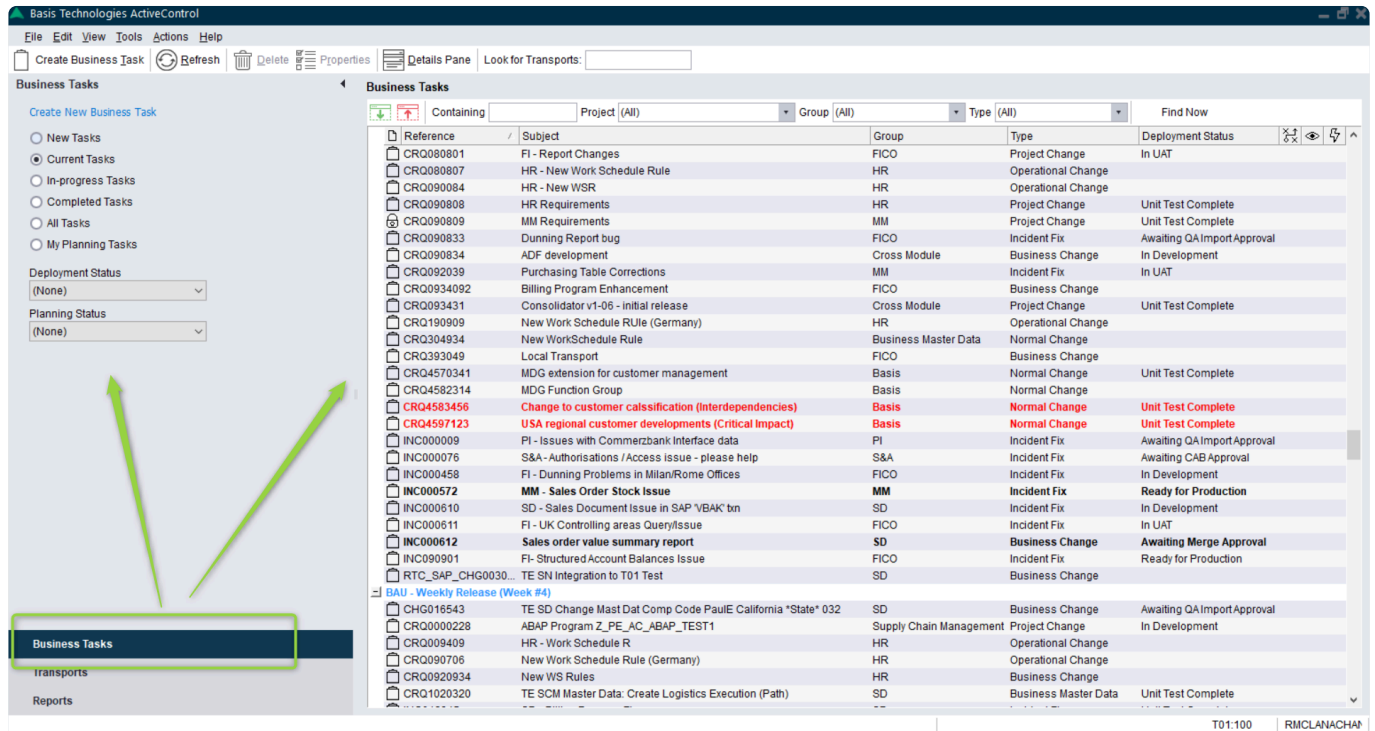 Basis Technologies ActiveControl
File Edit View Tools Actions Help
Create Business Task Refresh Delete Properties Details Pane Look for Transports:
Business Tasks
Create New Business Task
New Tasks
Current Tasks
In-progress Tasks
Completed Tasks
All Tasks
My Planning Tasks
Deployment Status
(None)
Planning Status
(None)
Business Tasks
Transports
Reports
Business Tasks
Containing Project (All) Group (All) Type (All) Find Now
Reference Subject Group Type Deployment Status
CRQ080801 FI - Report Changes FICO Project Change In UAT
CRQ080807 HR - New Work Schedule Rule HR Operational Change
CRQ090084 HR - New WSR HR Operational Change
CRQ090808 HR Requirements HR Project Change Unit Test Complete
CRQ090809 MM Requirements MM Project Change Unit Test Complete
CRQ090833 Dunning Report bug FICO Incident Fix Awaiting QA Import Approval
CRQ090834 ADF development Cross Module Business Change In Development
CRQ092039 Purchasing Table Corrections MM Incident Fix In UAT
CRQ0934092 Billing Program Enhancement FICO Business Change
CRQ093431 Consolidator v1-06 - initial release Cross Module Project Change Unit Test Complete
CRQ190909 New Work Schedule RUle (Germany) HR Operational Change
CRQ304934 New WorkSchedule Rule Business Master Data Normal Change
CRQ393049 Local Transport FICO Business Change
CRQ4570341 MDG extension for customer management Basis Normal Change Unit Test Complete
CRQ4582314 MDG Function Group Basis Normal Change
CRQ4583456 Change to customer calssification (Interdependencies) Basis Normal Change Unit Test Complete
CRQ4597123 USA regional customer developments (Critical Impact) Basis Normal Change Unit Test Complete
INC000009 PI - Issues with Commerzbank Interface data PI Incident Fix Awaiting QA Import Approval
INC000076 S&A - Authorisations / Access issue - please help S&A Incident Fix Awaiting CAB Approval
INC000458 FI - Dunning Problems in Milan/Rome Offices FICO Incident Fix In Development
INC000572 MM - Sales Order Stock Issue MM Incident Fix Ready for Production
INC000610 SD - Sales Document Issue in SAP 'VBAK' txn SD Incident Fix In Development
INC000611 FI - UK Controlling areas Query/Issue FICO Incident Fix In UAT
INC000612 Sales order value summary report SD Business Change Awaiting Merge Approval
INC090901 FI- Structured Account Balances Issue FICO Incident Fix Ready for Production
RTC_SAP_CHG0030... TE SN Integration to T01 Test SD Business Change
BAU - Weekly Release (Week #4)
CHG016543 TE SD Change Mast Dat Comp Code PaulE California *State* 032 SD Business Change Awaiting QA Import Approval
CRQ0000228 ABAP Program Z_PE_AC_ABAP_TEST1 Supply Chain Management Project Change In Development
CRQ009409 HR - Work Schedule R HR Operational Change
CRQ090706 New Work Schedule Rule (Germany) HR Operational Change
CRQ0920934 New WS Rules HR Business Change
CRQ1020320 TE SCM Master Data: Create Logistics Execution (Path) SD Business Master Data Unit Test Complete
T01:100 RMCLANACHAN